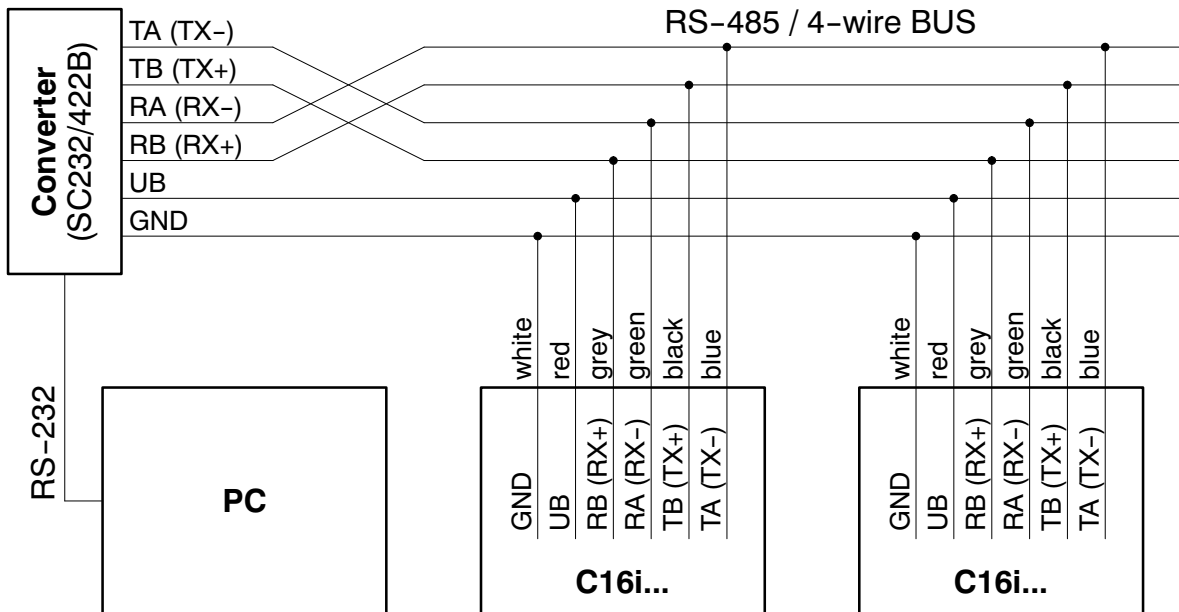 RS-485 / 4-wire BUS
Converter
(SC232/422B)
TA (TX-)
TB (TX+)
RA (RX-)
RB (RX+)
UB
GND
RS-232
PC
white
red
grey
green
black
blue
GND
UB
RB (RX+)
RA (RX-)
TB (TX+)
TA (TX-)
C16i...
white
red
grey
green
black
blue
GND
UB
RB (RX+)
RA (RX-)
TB (TX+)
TA (TX-)
C16i...